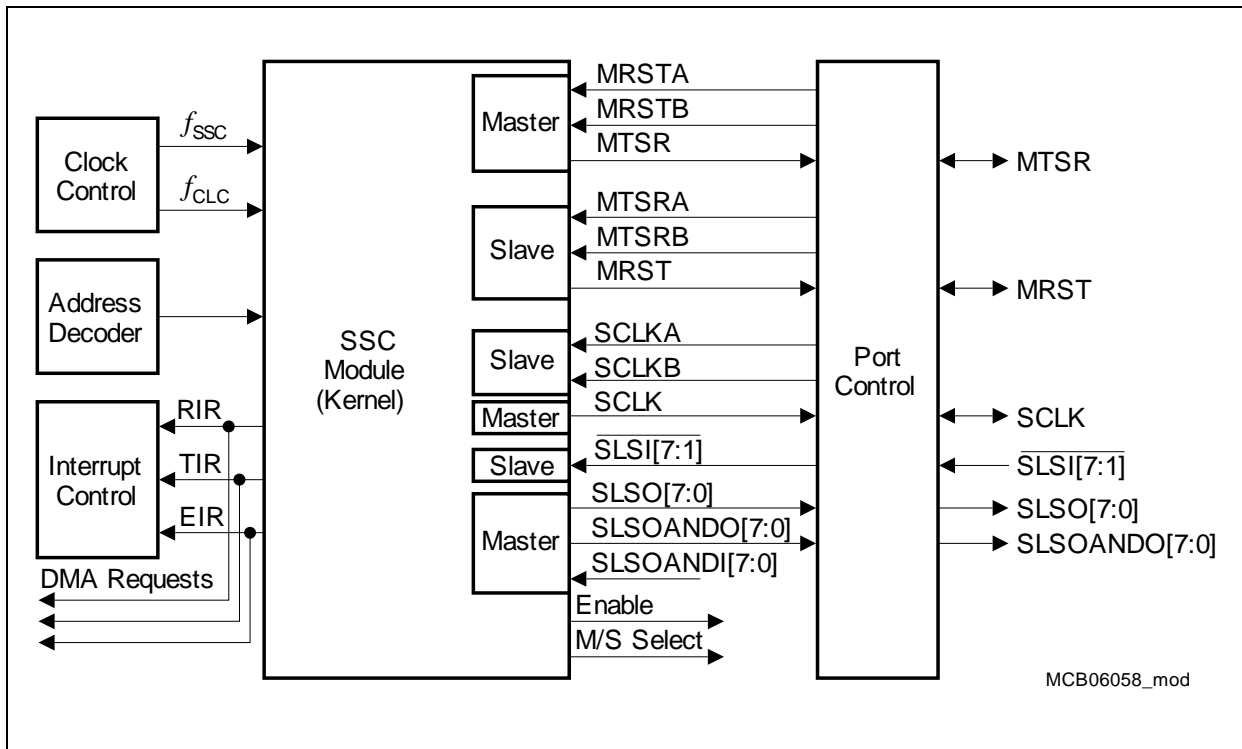 Clock
Control
fSSC
fCLC
Address
Decoder
Interrupt
Control
RIR
TIR
EIR
DMA Requests
SSC
Module
(Kernel)
Master
Slave
Slave
Master
Slave
Master
MRSTA
MRSTB
MTSR
MTSRA
MTSRB
MRST
SCLKA
SCLKB
SCLK
SLSI[7:1]
SLSO[7:0]
SLSOANDO[7:0]
SLSOANDI[7:0]
Enable
M/S Select
Port
Control
MTSR
MRST
SCLK
SLSI[7:1]
SLSO[7:0]
SLSOANDO[7:0]
MCB06058_mod